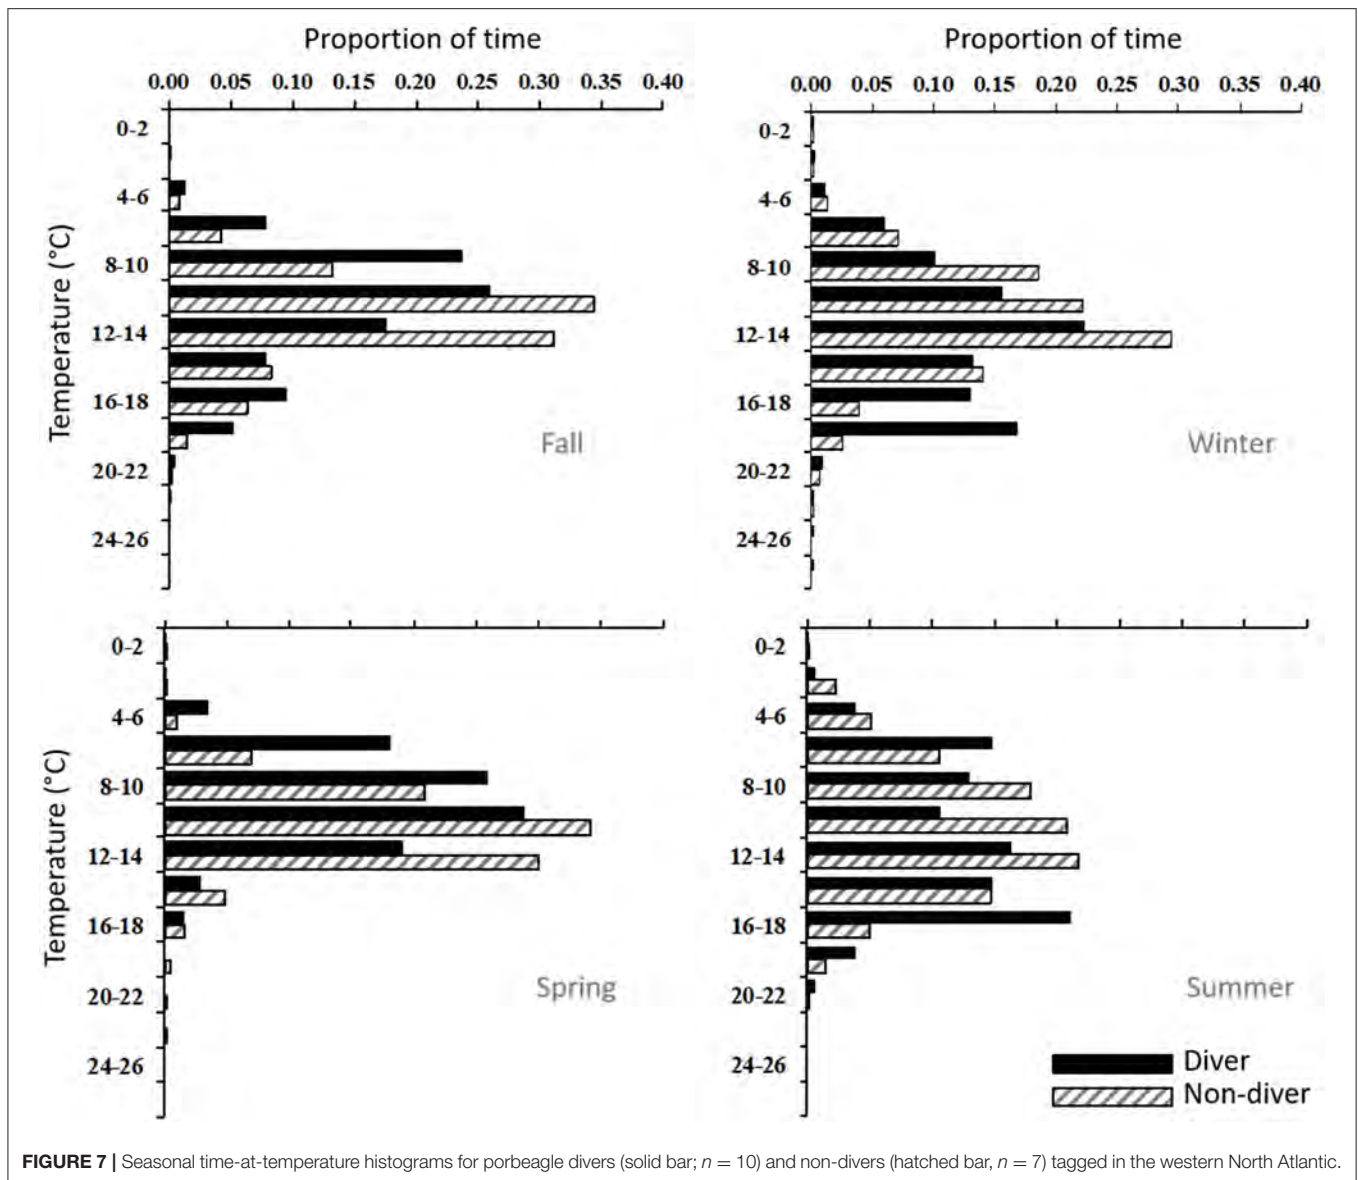 Proportion of time
0.00 0.05 0.10 0.15 0.20 0.25 0.30 0.35 0.40
Temperature (°C)
0-2
4-6
8-10
12-14
16-18
20-22
24-26
Fall
Proportion of time
0.00 0.05 0.10 0.15 0.20 0.25 0.30 0.35 0.40
0-2
4-6
8-10
12-14
16-18
20-22
24-26
Winter
Temperature (°C)
0-2
4-6
8-10
12-14
16-18
20-22
24-26
Spring
0-2
4-6
8-10
12-14
16-18
20-22
24-26
Summer
Diver
Non-diver
FIGURE 7 | Seasonal time-at-temperature histograms for porbeagle divers (solid bar; n = 10) and non-divers (hatched bar, n = 7) tagged in the western North Atlantic.